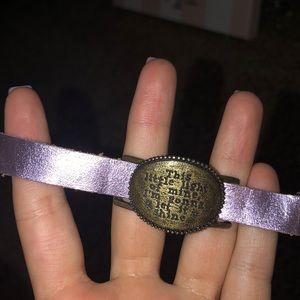 This
little light
of mine
I'm gonna
let it
shine